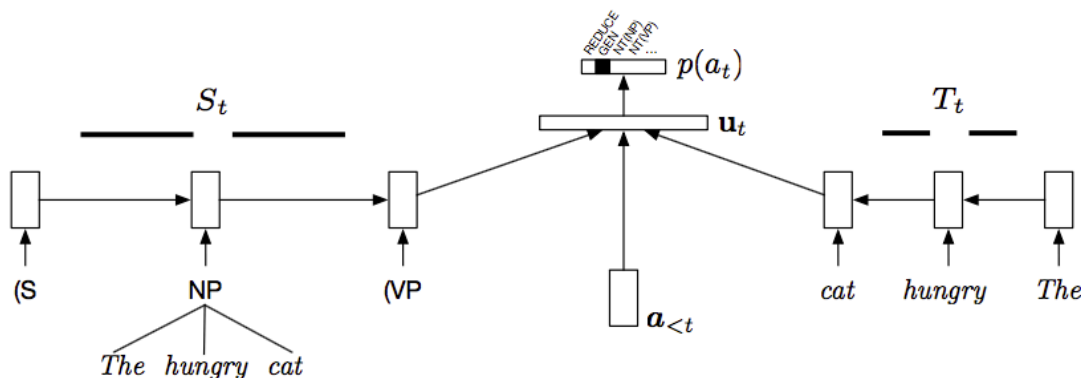 REDUCE
GEN
NT(NP)
NT(VP)
...
p(a_t)
S_t
u_t
T_t
(S
NP
(VP
cat
hungry
The
a_{<t}
The hungry cat